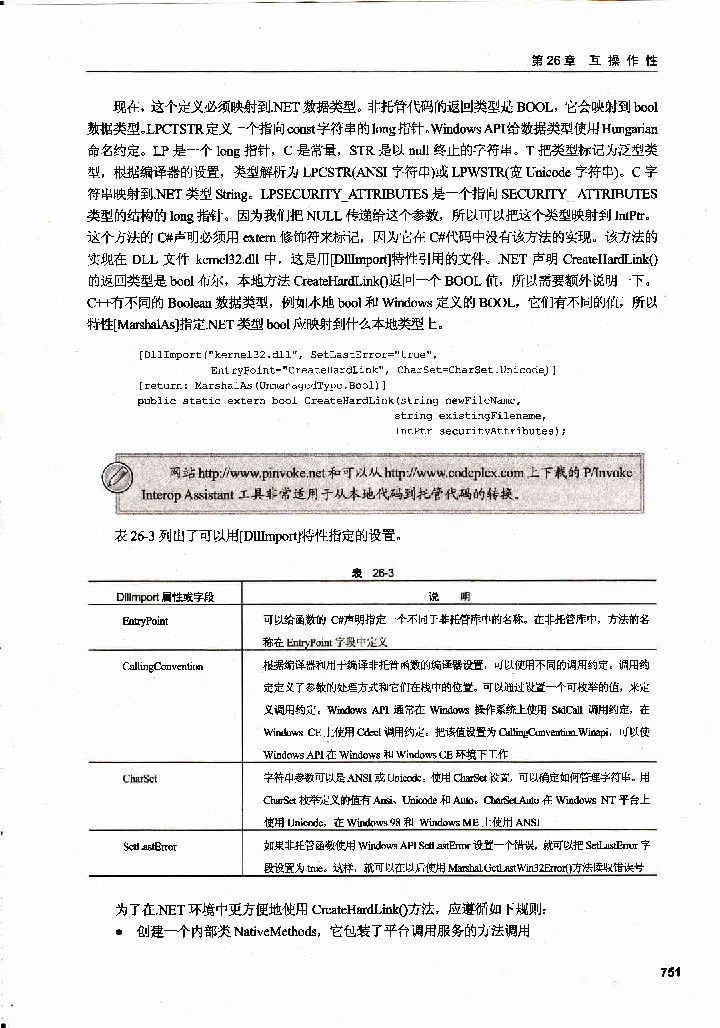 第26章 互 操 作 性
现在，这个定义必须映射到.NET 数据类型。非托管代码的返回类型是 BOOL，它会映射到 bool
数据类型。LPCTSTR 定义一个指向const字符串的long指针。Windows API给数据类型使用Hungarian
命名约定。LP 是一个 long 指针，C 是常量，STR 是以 null 终止的字符串。T 把类型标记为泛型类
型，根据编译器的设置，类型解析为 LPCSTR(ANSI 字符串)或 LPWSTR(宽 Unicode 字符串)。C 字
符串映射到.NET 类型 String。LPSECURITY_ATTRIBUTES 是一个指向 SECURITY_ ATTRIBUTES
类型的结构的 long 指针。因为我们把 NULL 传递给这个参数，所以可以把这个类型映射到 IntPtr。
这个方法的 C#声明必须用 extern 修饰符来标记，因为它在 C#代码中没有该方法的实现。该方法的
实现在 DLL 文件 kernel32.dll 中，这是用[DllImport]特性引用的文件。.NET 声明 CreateHardLink()
的返回类型是 bool 布尔，本地方法 CreateHardLink()返回一个 BOOL 值，所以需要额外说明一下。
C++有不同的 Boolean 数据类型，例如本地 bool 和 Windows 定义的 BOOL，它们有不同的值，所以
特性[MarshalAs]指定.NET 类型 bool 应映射到什么本地类型上。
[DllImport("kernel32.dll", SetLastError="true",
EntryPoint="CreateHardLink", CharSet=CharSet.Unicode)]
[return: MarshalAs(UnmanagedType.Bool)]
public static extern bool CreateHardLink(string newFileName,
string existingFilename,
IntPtr securityAttributes);
网站 http://www.pinvoke.net 和可以从 http://www.codeplex.com 上下载的 P/Invoke
Interop Assistant 工具非常适用于从本地代码到托管代码的转换。
表 26-3 列出了可以用[DllImport]特性指定的设置。
表 26-3
DllImport 属性或字段 说 明
EntryPoint 可以给函数的 C#声明指定一个不同于非托管库中的名称。在非托管库中，方法的名
称在 EntryPoint 字段中定义
CallingConvention 根据编译器和用于编译非托管函数的编译器设置，可以使用不同的调用约定。调用约
定定义了参数的处理方式和它们在栈中的位置。可以通过设置一个可枚举的值，来定
义调用约定。Windows API 通常在 Windows 操作系统上使用 StdCall 调用约定，在
Windows CE 上使用 Cdecl 调用约定。把该值设置为 CallingConvention.Winapi，可以使
Windows API 在 Windows 和 Windows CE 环境下工作
CharSet 字符串参数可以是 ANSI 或 Unicode。使用 CharSet 设置，可以确定如何管理字符串。用
CharSet 枚举定义的值有 Ansi、Unicode 和 Auto。CharSet.Auto 在 Windows NT 平台上
使用 Unicode，在 Windows 98 和 Windows ME 上使用 ANSI
SetLastError 如果非托管函数使用 Windows API SetLastError 设置一个错误，就可以把 SetLastError 字
段设置为 true。这样，就可以在以后使用 Marshal.GetLastWin32Error()方法读取错误号
为了在.NET 环境中更方便地使用 CreateHardLink()方法，应遵循如下规则：
● 创建一个内部类 NativeMethods，它包装了平台调用服务的方法调用
751